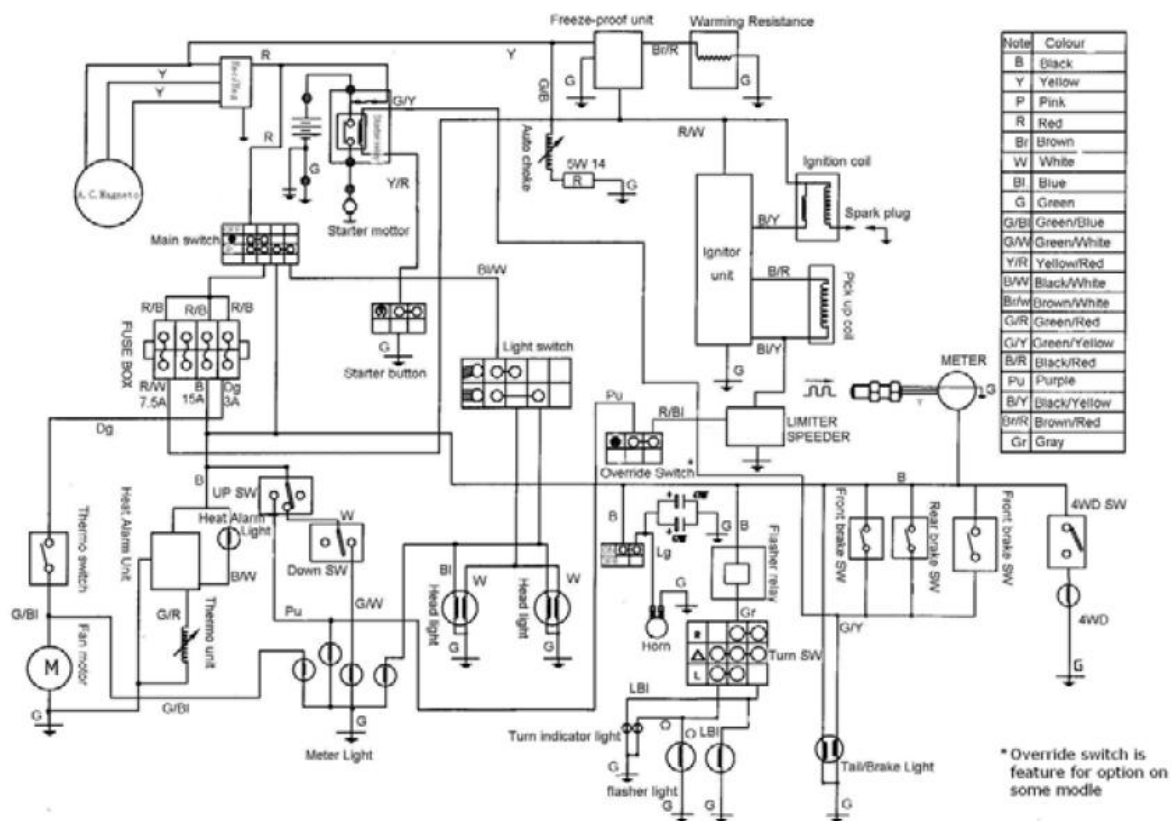 Freeze-proof unit
Warming Resistance
Y
R
Br/R
Y
Y
G
G
G/Y
G/B
R
G
Y/R
Auto choke
5W 14
R
G
A.C.Magneto
R/W
Ignition coil
B/Y
Spark plug
Main switch
Starter mottor
Ignitor
unit
B/R
Pick up coil
Bl/W
R/B
R/B
R/B
FUSE BOX
G
Starter button
Light switch
Bl/Y
G
METER
G
R/W
B
Dg
7.5A
15A
3A
Pu
R/Bl
LIMITER
SPEEDER
Dg
Override Switch *
B
UP SW
B
Thermo switch
Heat Alarm Unit
Heat Alarm
Light
W
Down SW
B/W
B
Lg
G
B
Flasher relay
Front brake SW
Rear brake SW
Front brake SW
4WD SW
Bl
W
W
Head light
Head light
G/R
Thermo unit
G/W
Pu
G/Bl
Fan motor
M
G
Horn
Gr
R
L
Turn SW
G/Y
4WD
G
G
G
G
G/Bl
G
Meter Light
LBl
Turn indicator light
O
O
LBl
G
flasher light
G
G
Tail/Brake Light
G
Note Colour
B Black
Y Yellow
P Pink
R Red
Br Brown
W White
Bl Blue
G Green
G/Bl Green/Blue
G/W Green/White
Y/R Yellow/Red
B/W Black/White
Br/w Brown/White
G/R Green/Red
G/Y Green/Yellow
B/R Black/Red
Pu Purple
B/Y Black/Yellow
Br/R Brown/Red
Gr Gray
* Override switch is
feature for option on
some modle